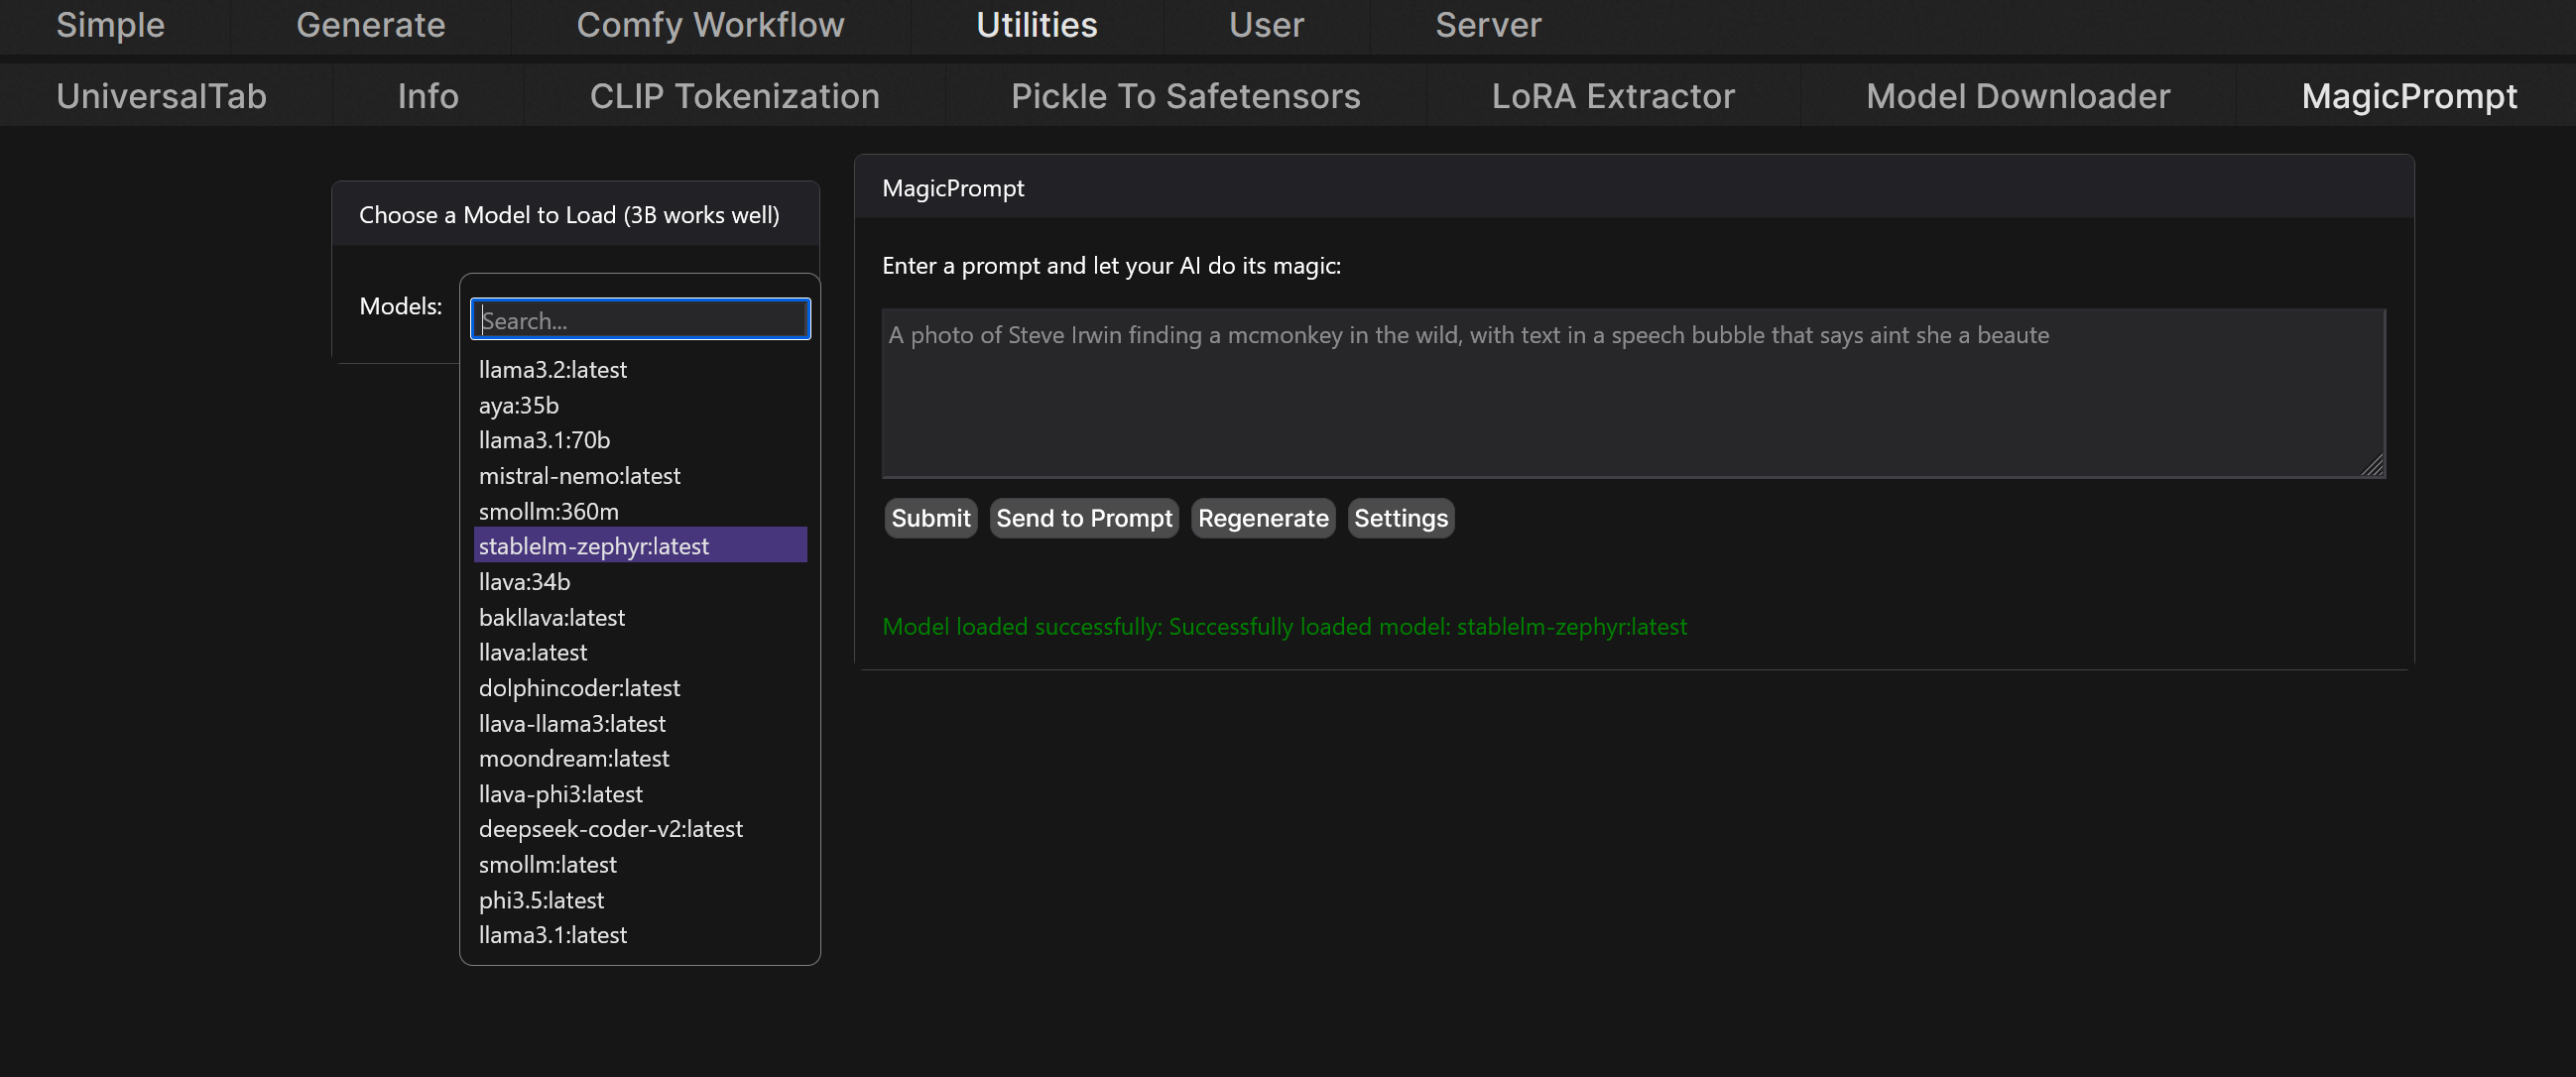 Simple Generate Comfy Workflow Utilities User Server
UniversalTab Info CLIP Tokenization Pickle To Safetensors LoRA Extractor Model Downloader MagicPrompt
Choose a Model to Load (3B works well)
Models:
Search...
llama3.2:latest
aya:35b
llama3.1:70b
mistral-nemo:latest
smollm:360m
stablelm-zephyr:latest
llava:34b
bakllava:latest
llava:latest
dolphincoder:latest
llava-llama3:latest
moondream:latest
llava-phi3:latest
deepseek-coder-v2:latest
smollm:latest
phi3.5:latest
llama3.1:latest
MagicPrompt
Enter a prompt and let your AI do its magic:
A photo of Steve Irwin finding a mcmonkey in the wild, with text in a speech bubble that says aint she a beaute
Submit Send to Prompt Regenerate Settings
Model loaded successfully: Successfully loaded model: stablelm-zephyr:latest